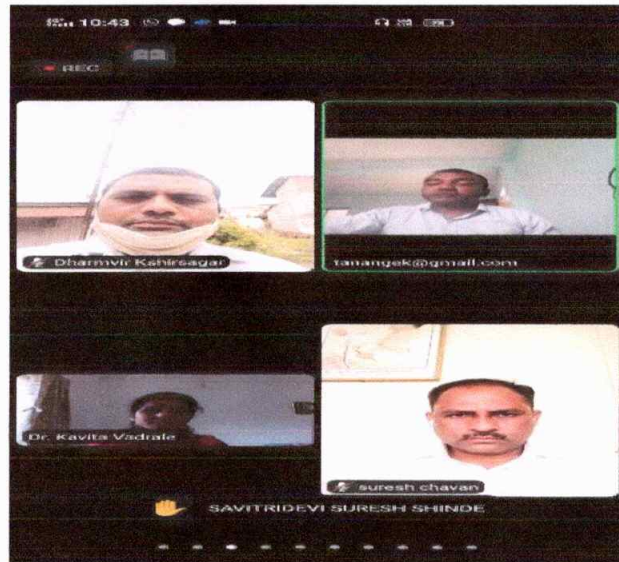 10:43
REC
Dharmvir Kshirsagar
tanangek@gmail.com
Dr. Kavita Vadrale
suresh chavan
SAVITRIDEVI SURESH SHINDE